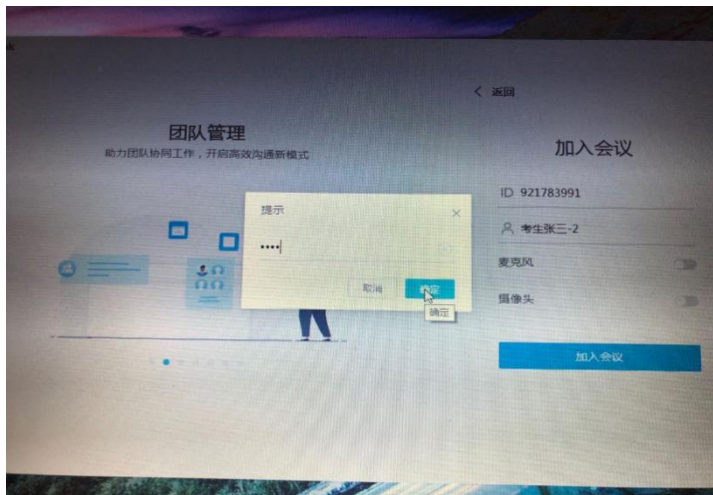 返回
团队管理
助力团队协同工作，开启高效沟通新模式
加入会议
ID 921783991
考生张三-2
麦克风
摄像头
加入会议
提示
••••
取消
确定
确定